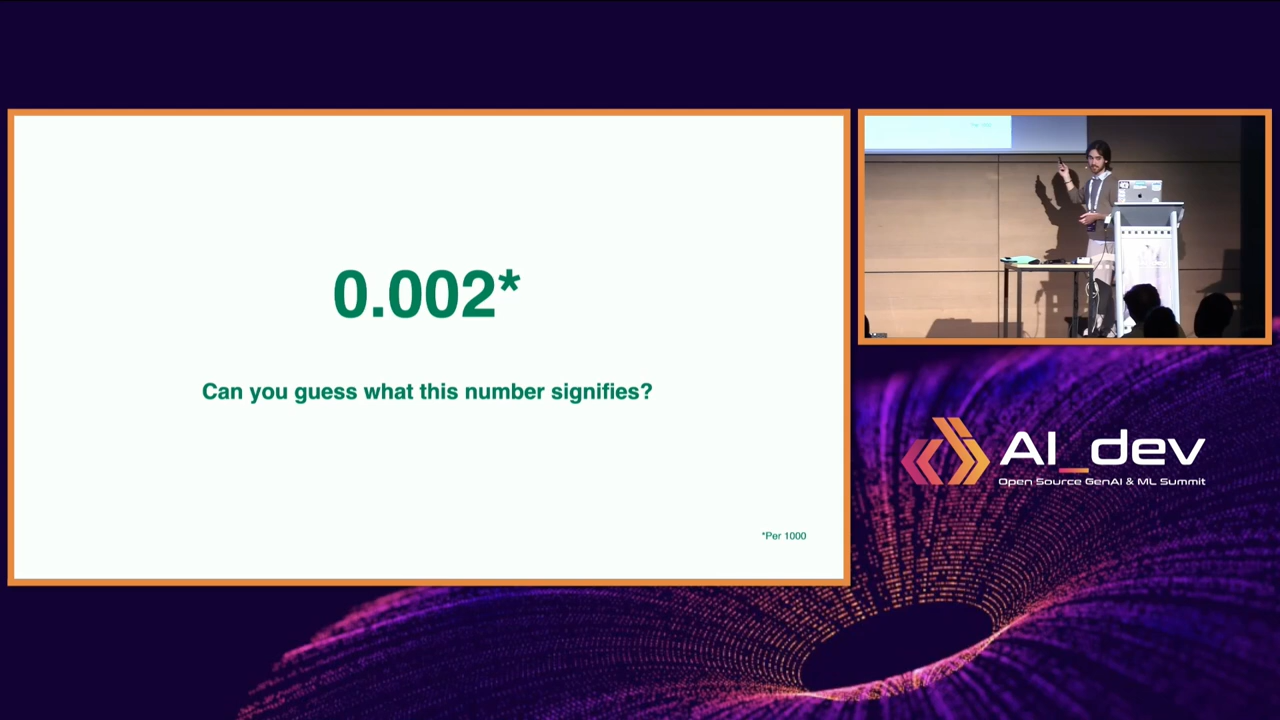 0.002*
Can you guess what this number signifies?
*Per 1000
AI_dev
Open Source GenAI & ML Summit